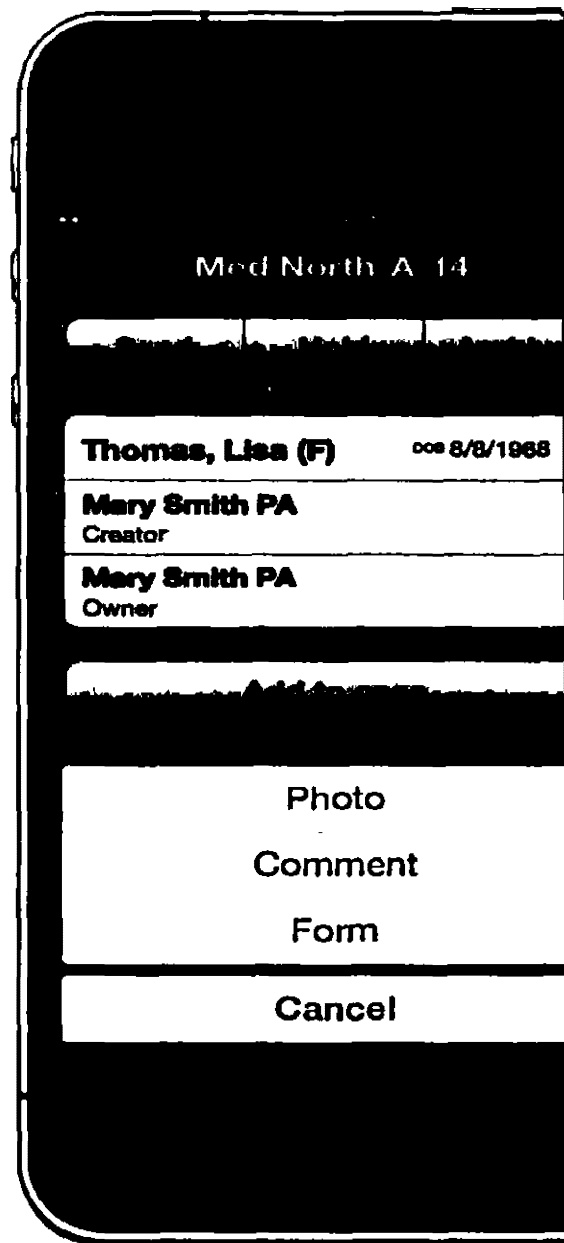 Med North A 14
Thomas, Lisa (F) DOB 8/8/1968
Mary Smith PA
Creator
Mary Smith PA
Owner
Photo
Comment
Form
Cancel